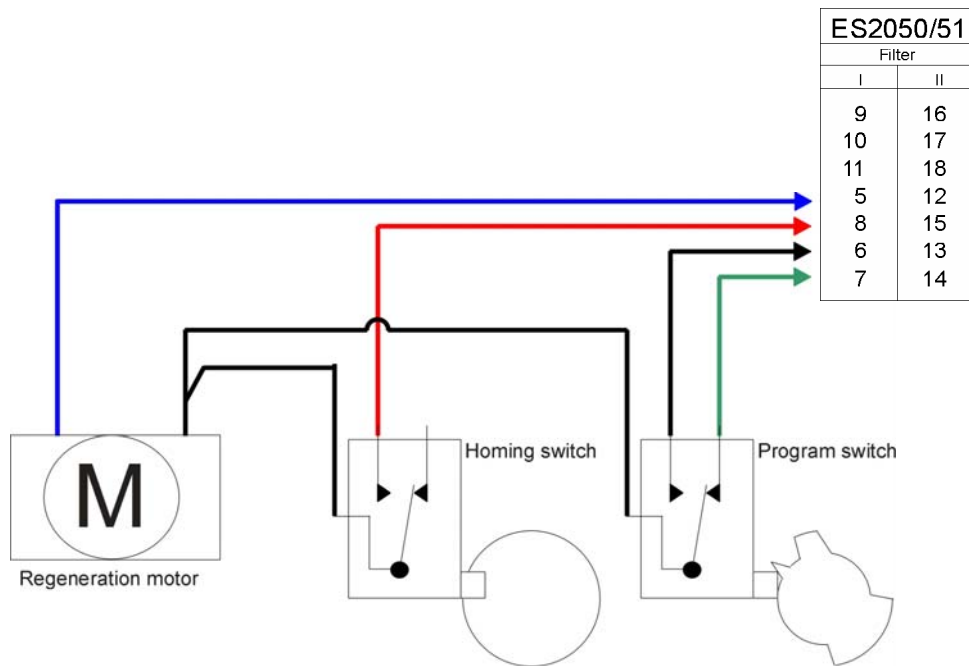 ES2050/51
Filter
I II
9 16
10 17
11 18
5 12
8 15
6 13
7 14
Homing switch
Program switch
M
Regeneration motor